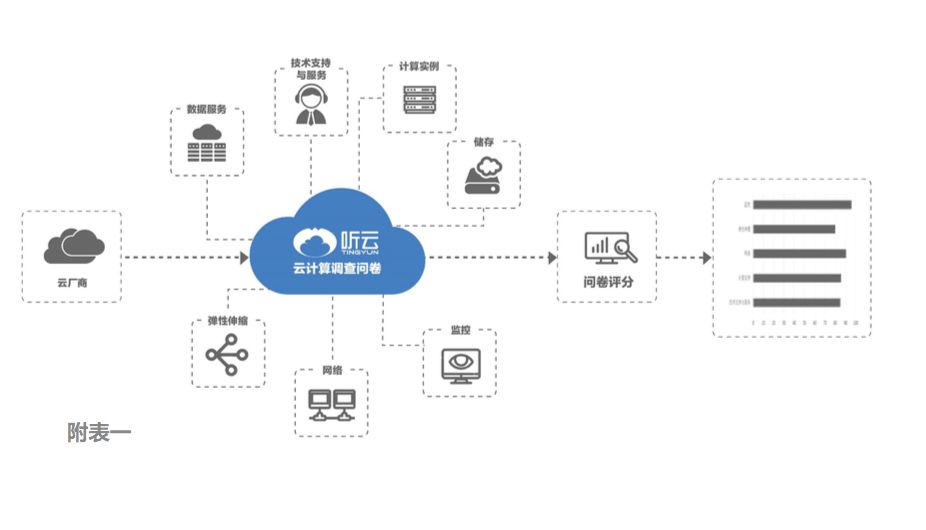 技术支持
与服务
计算实例
数据服务
储存
听云
TINGYUN
云计算调查问卷
云厂商
问卷评分
弹性伸缩
监控
网络
附表一